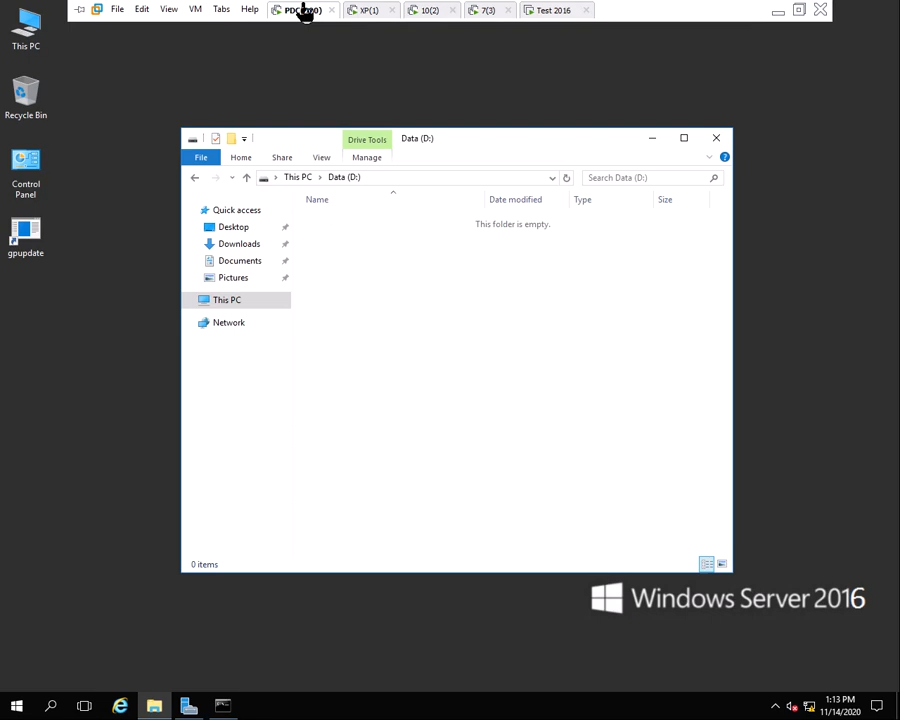 File Edit View VM Tabs Help XP(1) 10(2) 7(3) Test 2016
This PC
Recycle Bin
Control
Panel
gpupdate
Drive Tools Data (D:)
File Home Share View Manage
This PC > Data (D:) Search Data (D:)
Name Date modified Type Size
This folder is empty.
Quick access
Desktop
Downloads
Documents
Pictures
This PC
Network
0 items
Windows Server 2016
1:13 PM
11/14/2020